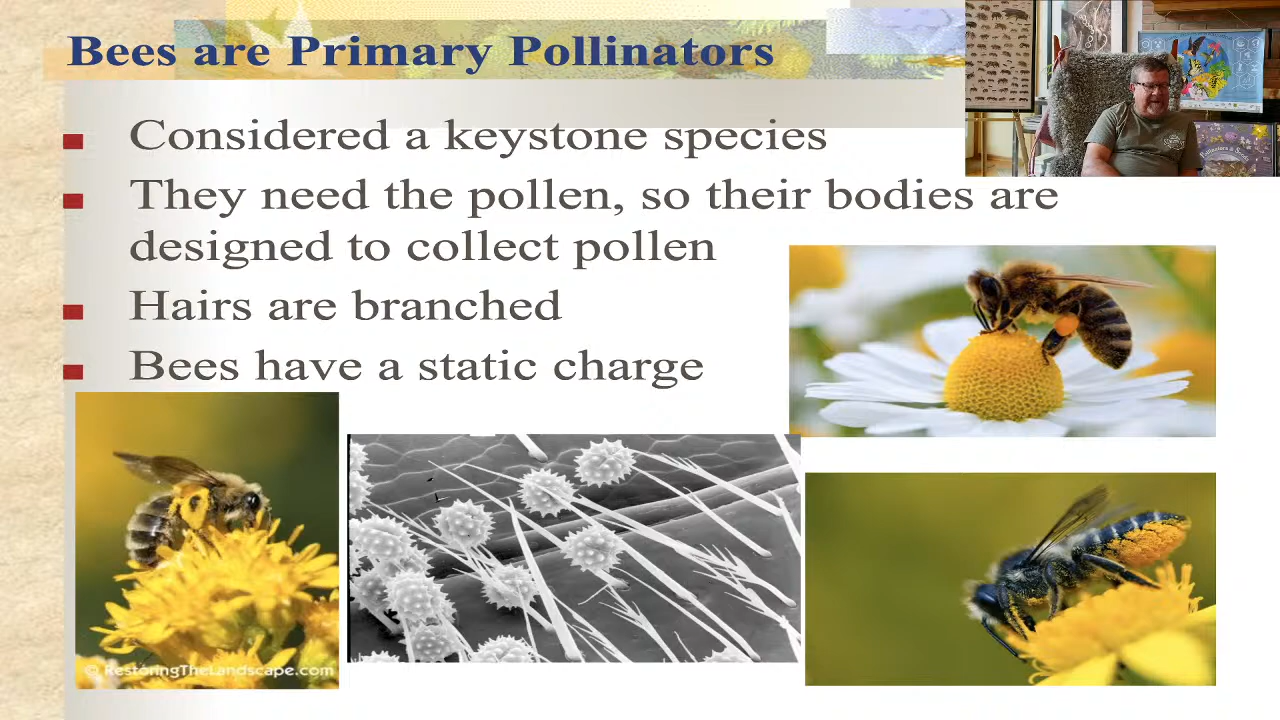 Bees are Primary Pollinators
Considered a keystone species
They need the pollen, so their bodies are
designed to collect pollen
Hairs are branched
Bees have a static charge
© RestoringTheLandscape.com